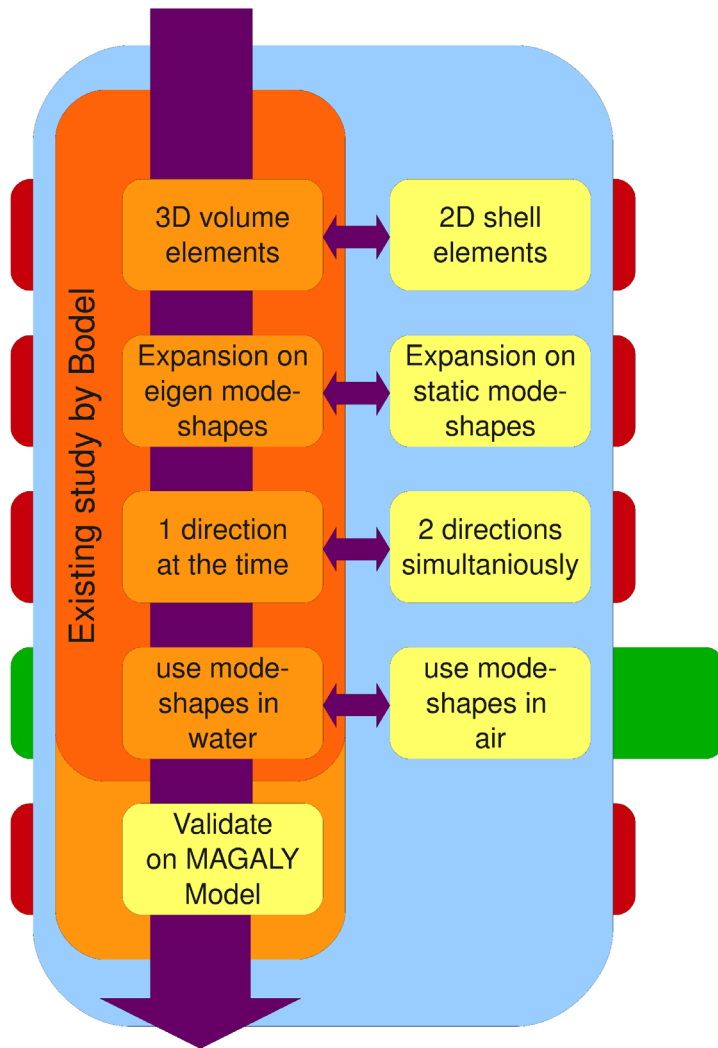 Existing study by Bodel
3D volume
elements
2D shell
elements
Expansion on
eigen mode-
shapes
Expansion on
static mode-
shapes
1 direction
at the time
2 directions
simultaniously
use mode-
shapes in
water
use mode-
shapes in
air
Validate
on MAGALY
Model